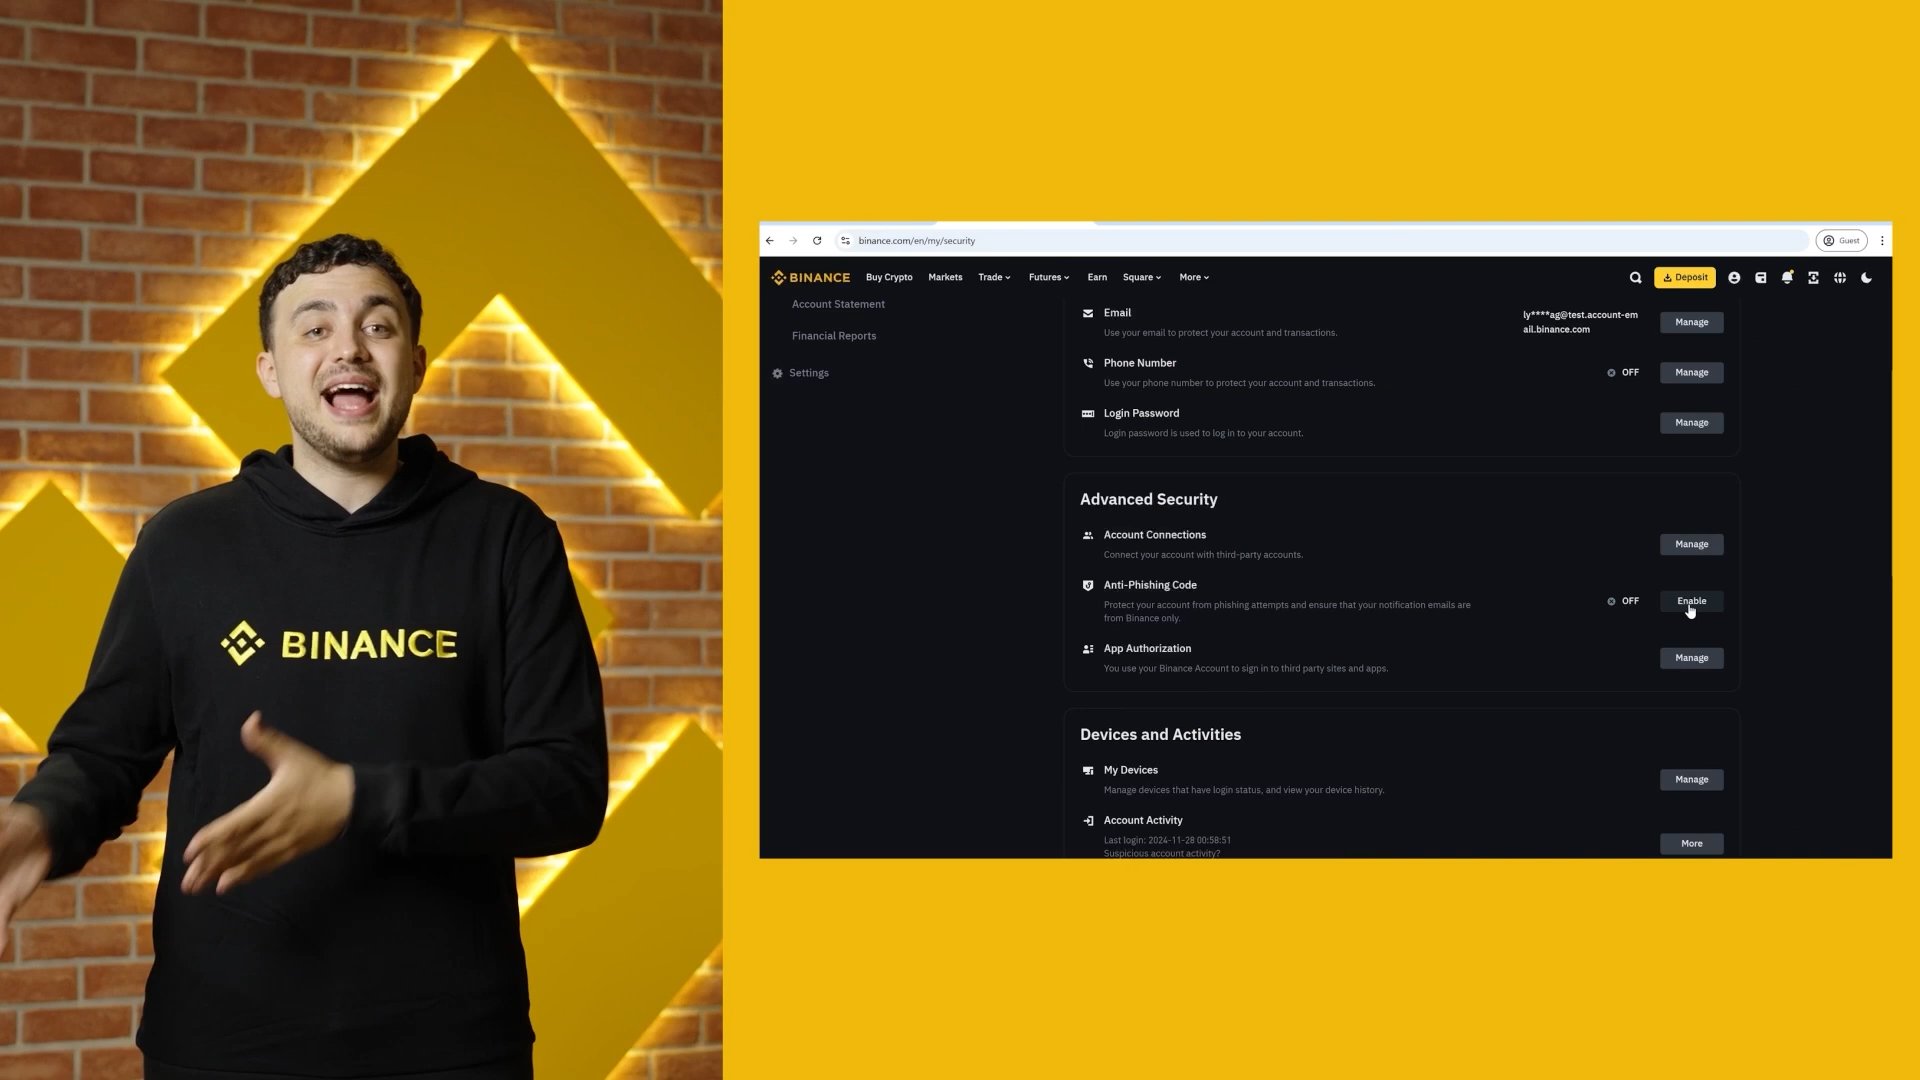 BINANCE
binance.com/en/my/security
Guest
BINANCE Buy Crypto Markets Trade Futures Earn Square More Deposit
Account Statement
Financial Reports
Settings
Email
Use your email to protect your account and transactions.
ly****ag@test.account-em
ail.binance.com
Manage
Phone Number
Use your phone number to protect your account and transactions.
OFF
Manage
Login Password
Login password is used to log in to your account.
Manage
Advanced Security
Account Connections
Connect your account with third-party accounts.
Manage
Anti-Phishing Code
Protect your account from phishing attempts and ensure that your notification emails are
from Binance only.
OFF
Enable
App Authorization
You use your Binance Account to sign in to third party sites and apps.
Manage
Devices and Activities
My Devices
Manage devices that have login status, and view your device history.
Manage
Account Activity
Last login: 2024-11-28 00:58:51
Suspicious account activity?
More